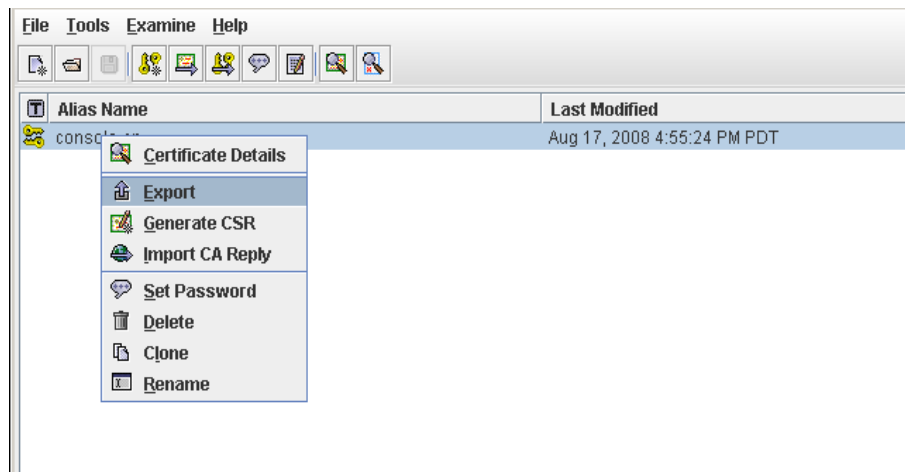 File Tools Examine Help
T Alias Name Last Modified
Aug 17, 2008 4:55:24 PM PDT
Certificate Details
Export
Generate CSR
Import CA Reply
Set Password
Delete
Clone
Rename